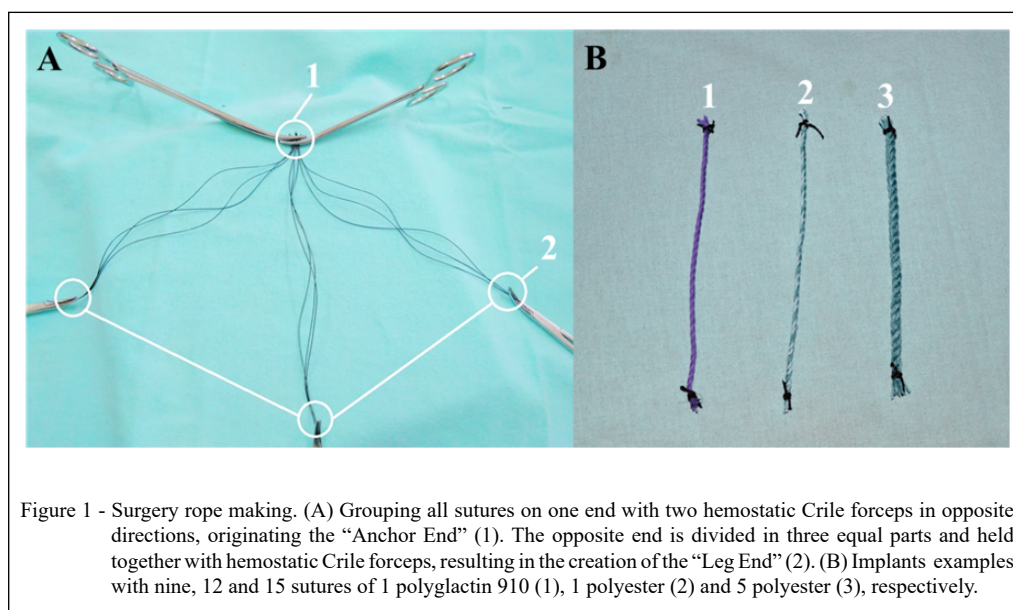 A
1
2
B
1
2
3
Figure 1 - Surgery rope making. (A) Grouping all sutures on one end with two hemostatic Crile forceps in opposite
directions, originating the “Anchor End” (1). The opposite end is divided in three equal parts and held
together with hemostatic Crile forceps, resulting in the creation of the “Leg End” (2). (B) Implants examples
with nine, 12 and 15 sutures of 1 polyglactin 910 (1), 1 polyester (2) and 5 polyester (3), respectively.